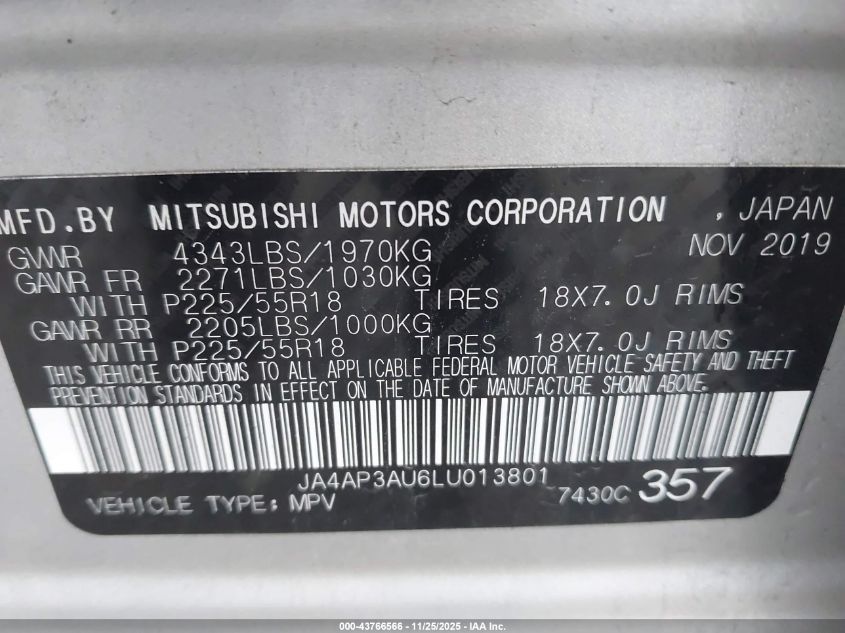 MFD.BY MITSUBISHI MOTORS CORPORATION , JAPAN
GVWR 4343LBS/1970KG NOV 2019
GAWR FR 2271LBS/1030KG
WITH P225/55R18 TIRES 18X7.0J RIMS
GAWR RR 2205LBS/1000KG
WITH P225/55R18 TIRES 18X7.0J RIMS
THIS VEHICLE CONFORMS TO ALL APPLICABLE FEDERAL MOTOR VEHICLE SAFETY AND THEFT
PREVENTION STANDARDS IN EFFECT ON THE DATE OF MANUFACTURE SHOWN ABOVE.
JA4AP3AU6LU013801
VEHICLE TYPE: MPV 7430C 357
000-43766566 - 11/25/2025 - IAA Inc.